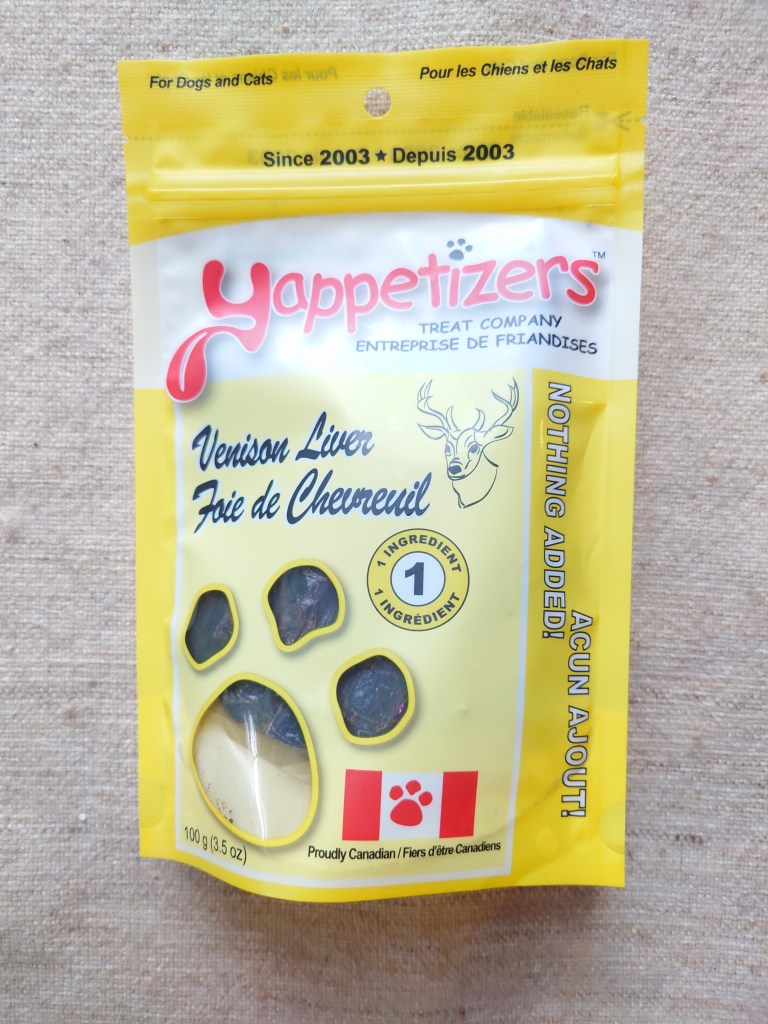 For Dogs and Cats
Pour les Chiens et les Chats
Since 2003 ★ Depuis 2003
yappetizers™
TREAT COMPANY
ENTREPRISE DE FRIANDISES
Venison Liver
Foie de Chevreuil
1 INGREDIENT
1
1 INGRÉDIENT
NOTHING ADDED!
ACUN AJOUT!
100 g (3.5 oz)
Proudly Canadian / Fiers d'être Canadiens